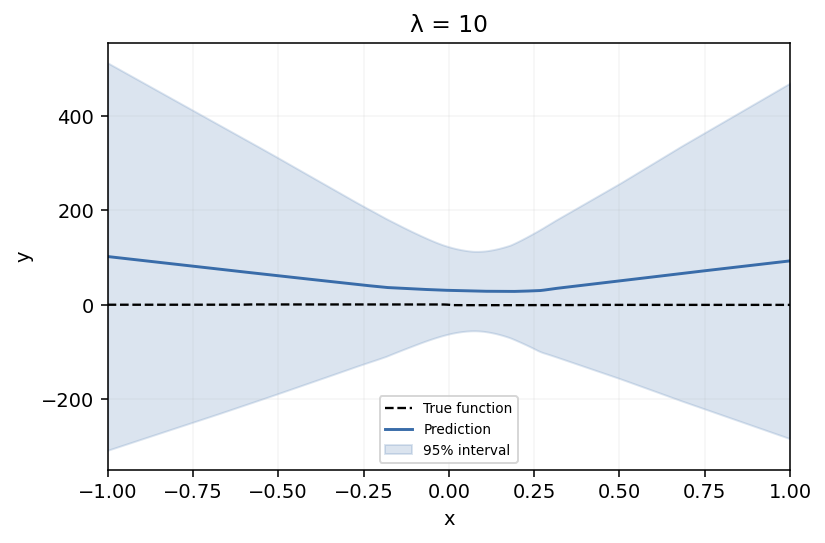 λ = 10
400
200
0
−200
y
True function
Prediction
95% interval
−1.00 −0.75 −0.50 −0.25 0.00 0.25 0.50 0.75 1.00
x